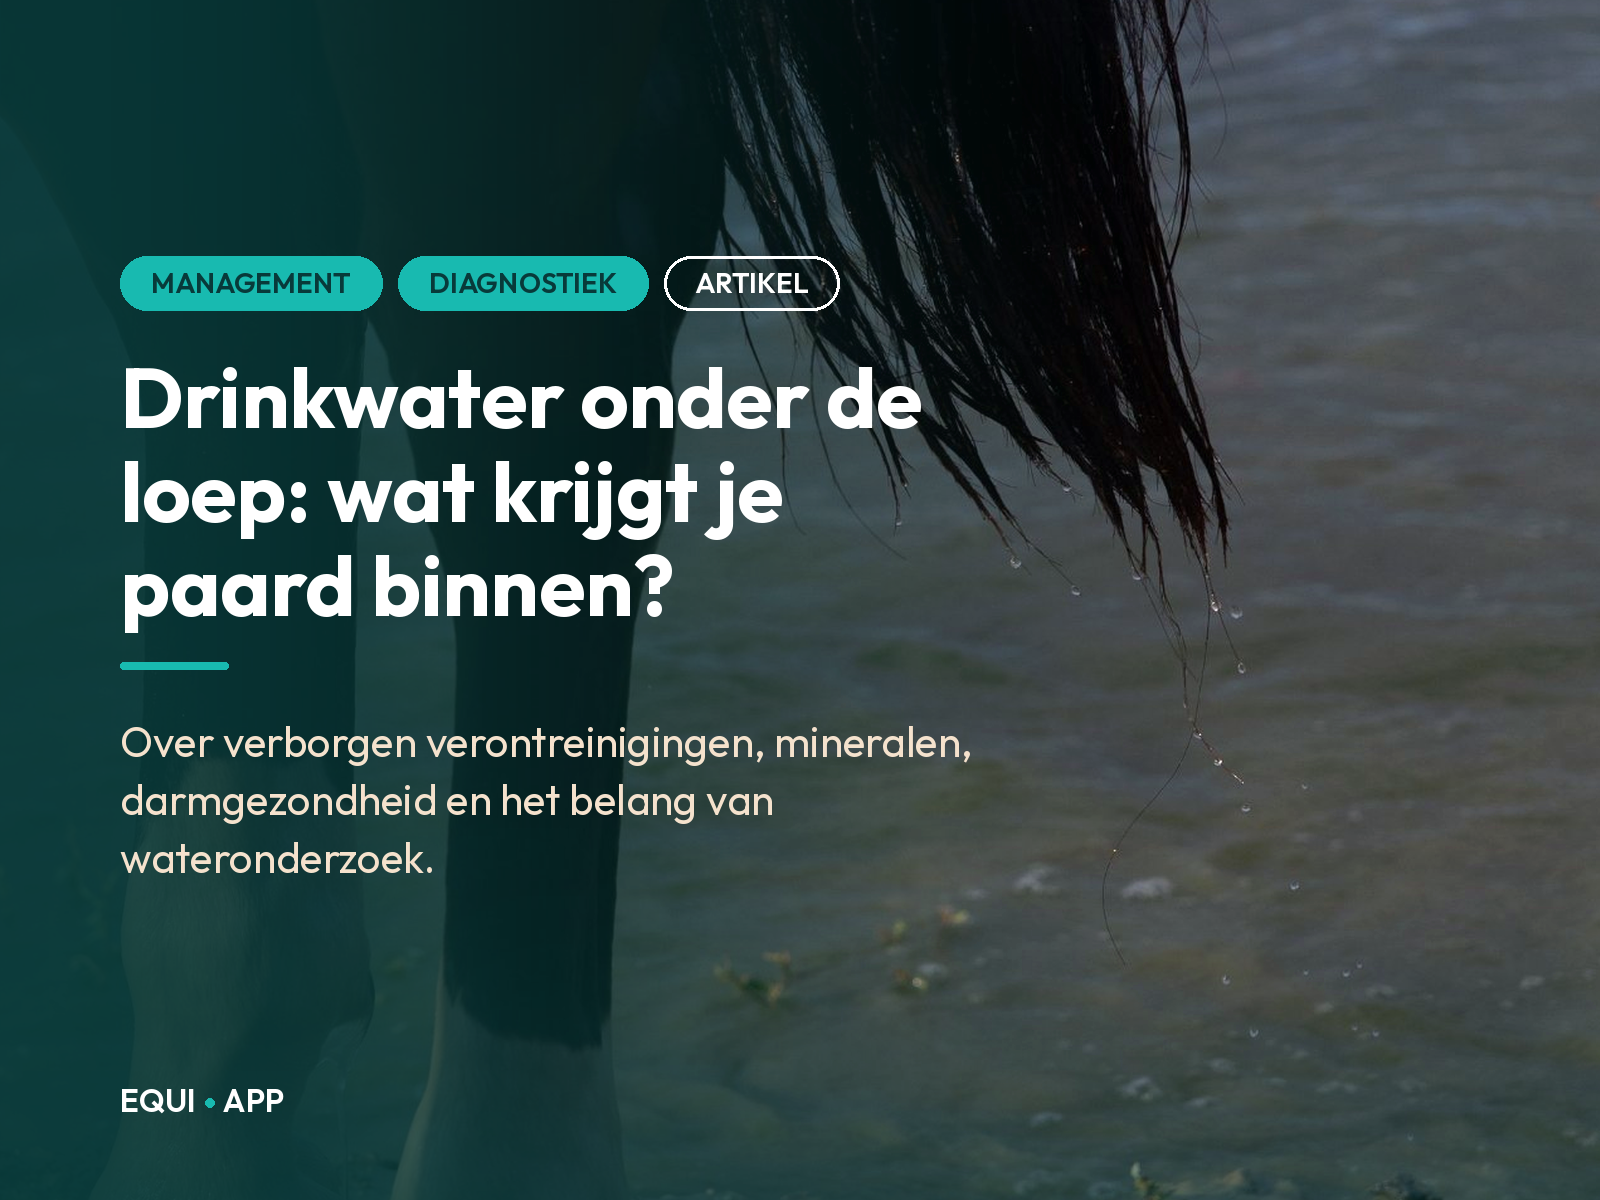 MANAGEMENT DIAGNOSTIEK ARTIKEL
Drinkwater onder de
loep: wat krijgt je
paard binnen?
Over verborgen verontreinigingen, mineralen,
darmgezondheid en het belang van
wateronderzoek.
EQUI • APP